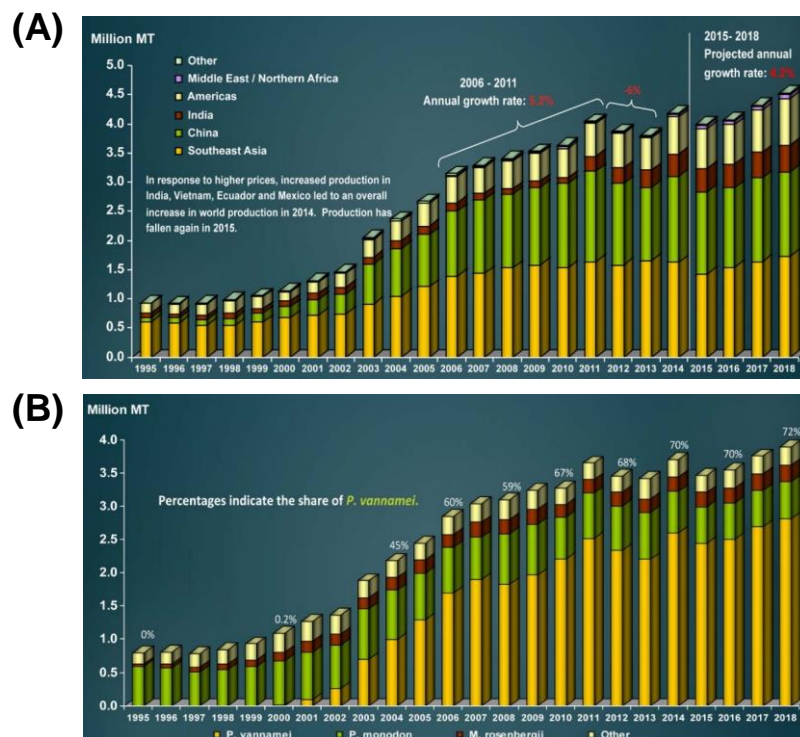 (A)
Million MT
5.0
4.5
4.0
3.5
3.0
2.5
2.0
1.5
1.0
0.5
0.0
Other
Middle East / Northern Africa
Americas
India
China
Southeast Asia
In response to higher prices, increased production in
India, Vietnam, Ecuador and Mexico led to an overall
increase in world production in 2014. Production has
fallen again in 2015.
2006 - 2011
Annual growth rate: 5.2%
-6%
2015- 2018
Projected annual
growth rate: 4.2%
1995 1996 1997 1998 1999 2000 2001 2002 2003 2004 2005 2006 2007 2008 2009 2010 2011 2012 2013 2014 2015 2016 2017 2018
(B)
Million MT
4.0
3.5
3.0
2.5
2.0
1.5
1.0
0.5
0.0
Percentages indicate the share of P. vannamei.
0% 0.2% 45% 60% 59% 67% 68% 70% 70% 72%
1995 1996 1997 1998 1999 2000 2001 2002 2003 2004 2005 2006 2007 2008 2009 2010 2011 2012 2013 2014 2015 2016 2017 2018
P. vannamei P. monodon M. rosenbergii Other